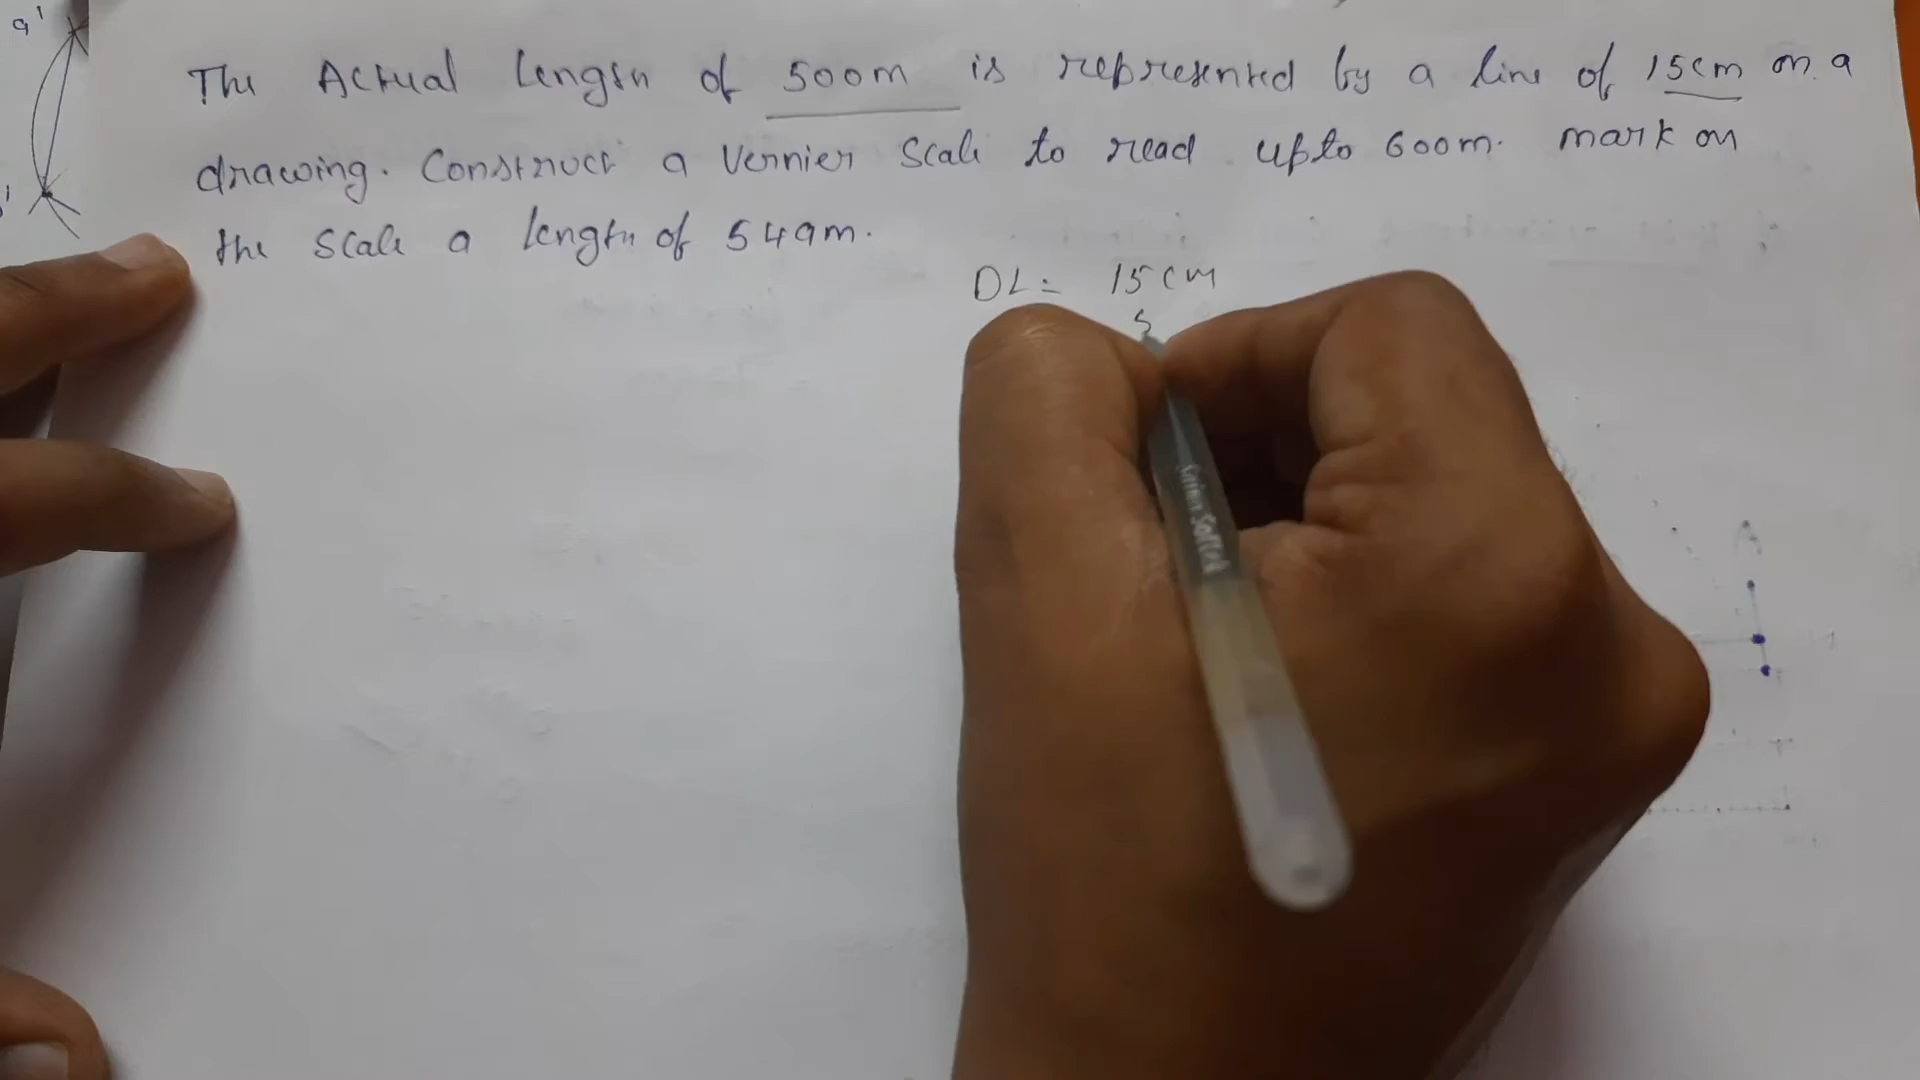 a'
The Actual length of 500m is represented by a line of 15cm on a
drawing. Construct a Vernier Scale to read upto 600m. mark on
the scale a length of 549m.
DL = 15cm
5